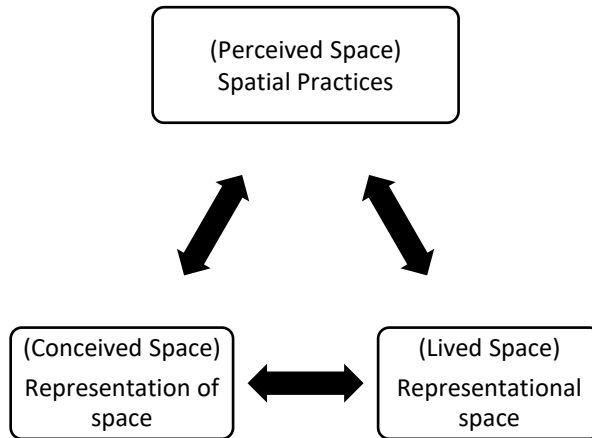 (Perceived Space)
Spatial Practices
(Conceived Space)
Representation of
space
(Lived Space)
Representational
space